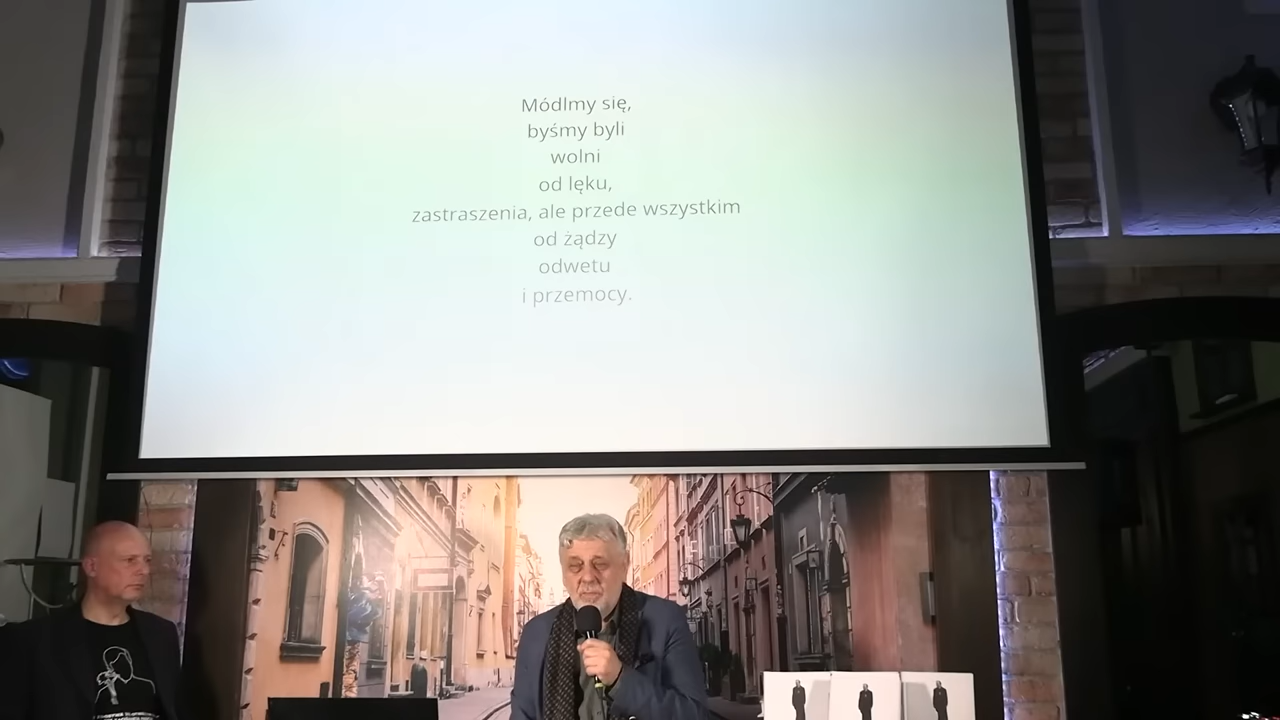 Módlmy się,
byśmy byli
wolni
od lęku,
zastraszenia, ale przede wszystkim
od żądzy
odwetu
i przemocy.